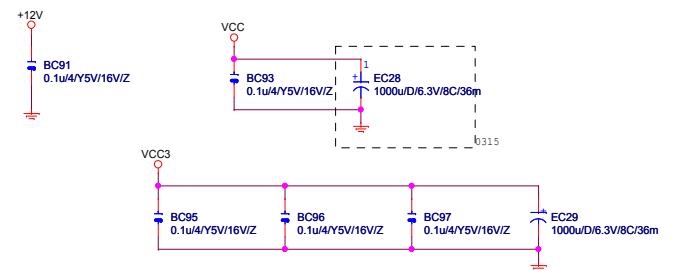 +12V
BC91
0.1u/4/Y5V/16V/Z
VCC
BC93
0.1u/4/Y5V/16V/Z
1
+
EC28
1000u/D/6.3V/8C/36m
0315
VCC3
BC95
0.1u/4/Y5V/16V/Z
BC96
0.1u/4/Y5V/16V/Z
BC97
0.1u/4/Y5V/16V/Z
+
EC29
1000u/D/6.3V/8C/36m